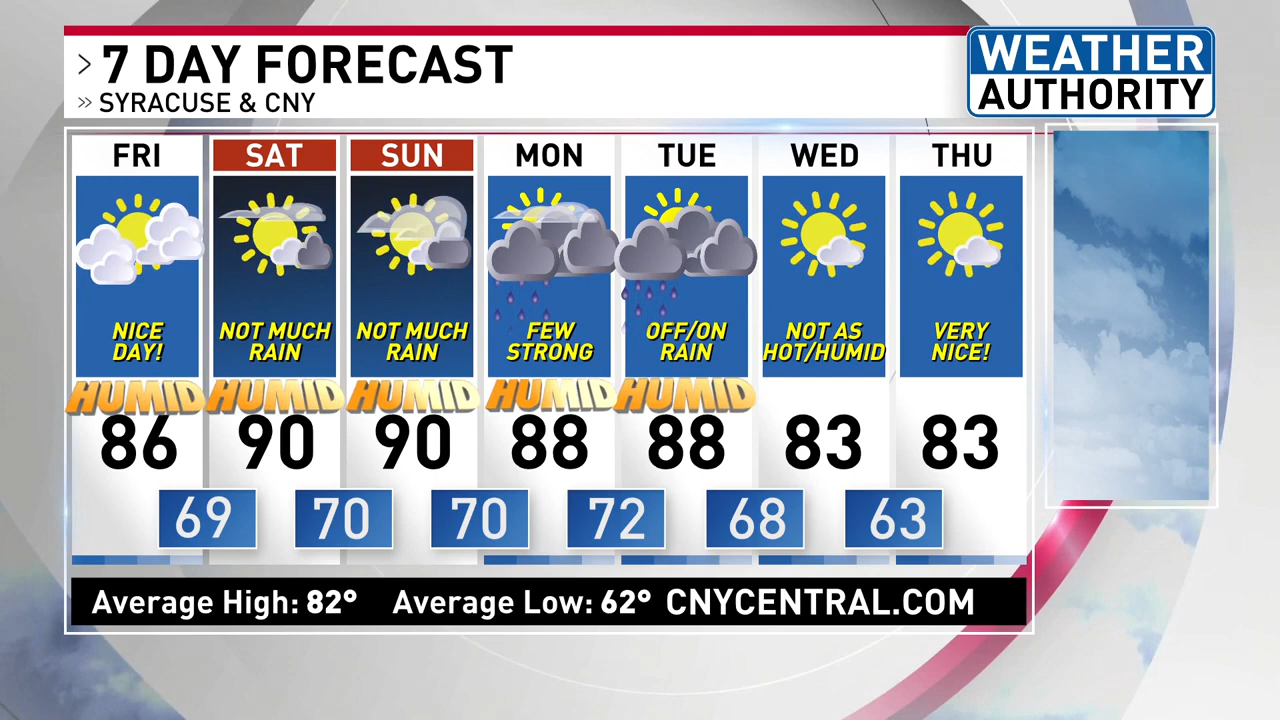 > 7 DAY FORECAST
» SYRACUSE & CNY
WEATHER
AUTHORITY
FRI SAT SUN MON TUE WED THU
NICE DAY!
NOT MUCH RAIN
NOT MUCH RAIN
FEW STRONG
OFF/ON RAIN
NOT AS HOT/HUMID
VERY NICE!
HUMID HUMID HUMID HUMID HUMID
86 90 90 88 88 83 83
69 70 70 72 68 63
Average High: 82° Average Low: 62° CNYCENTRAL.COM